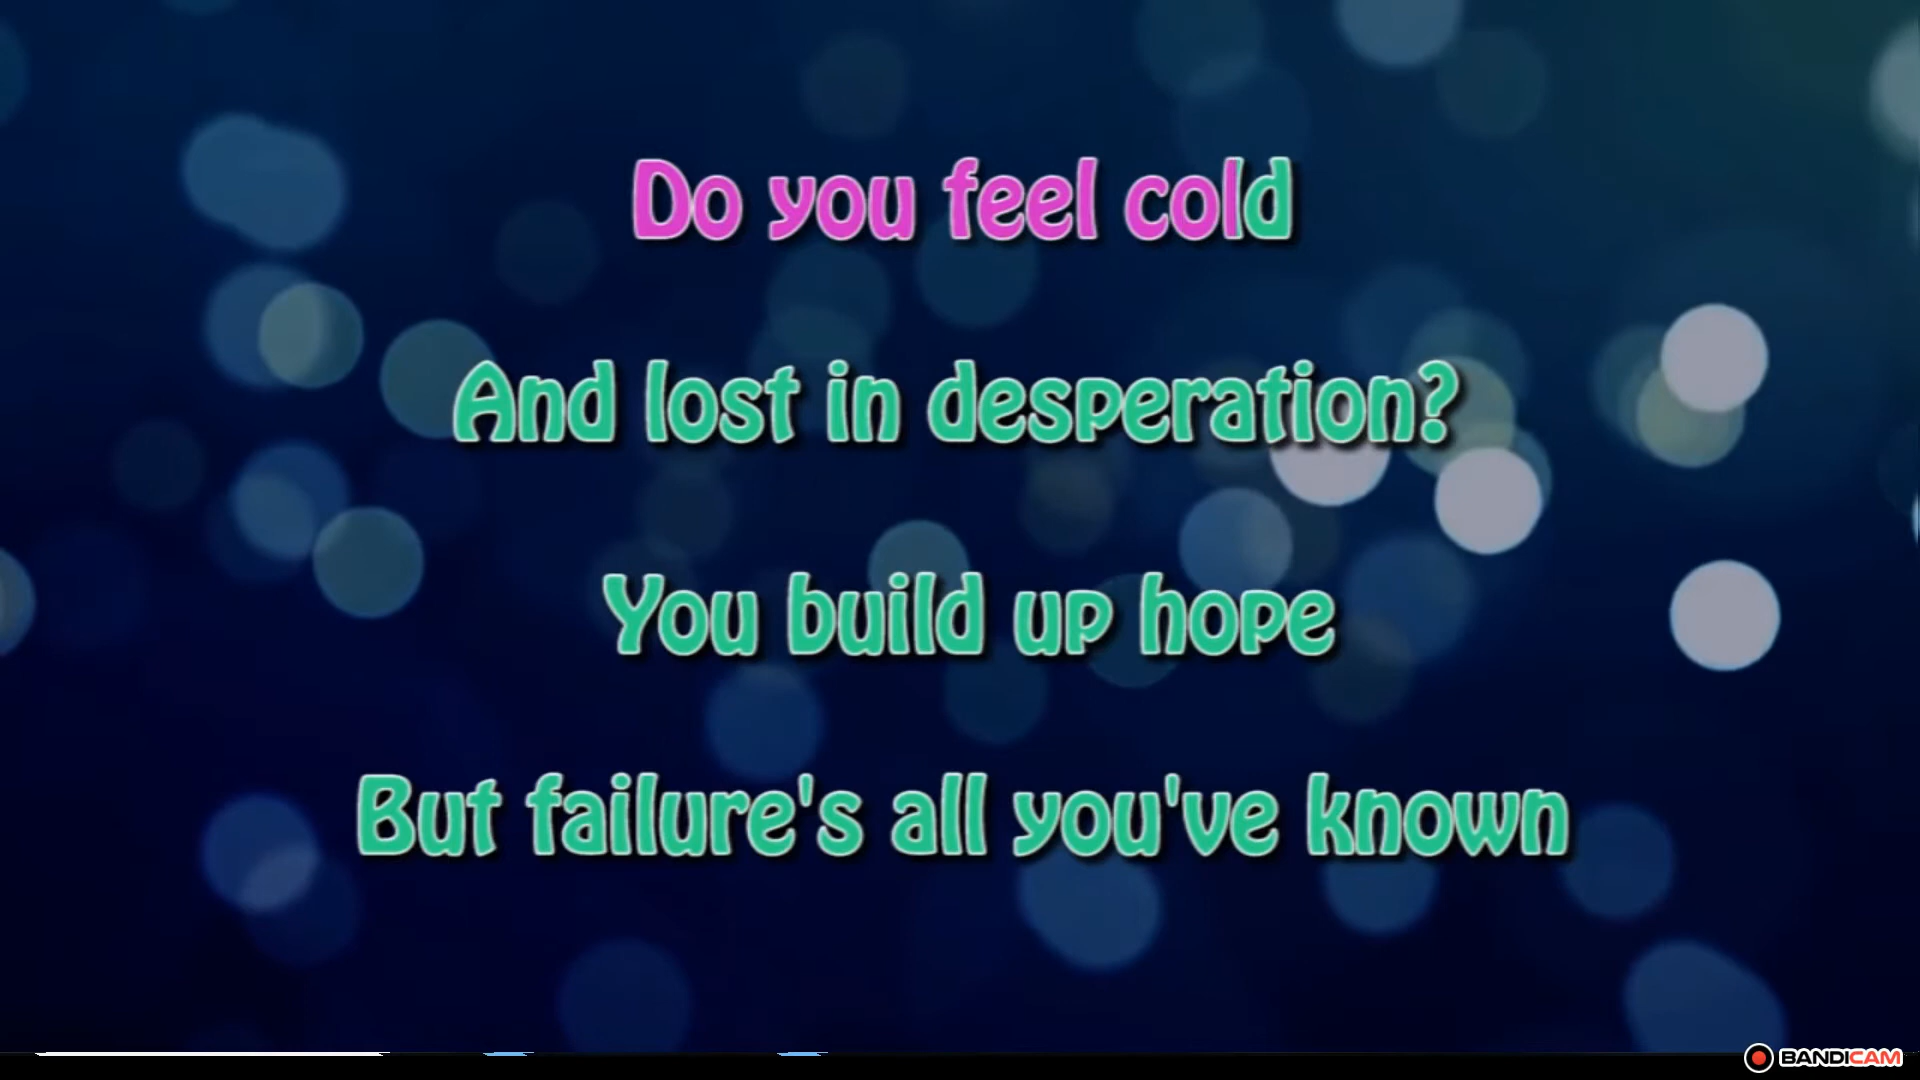 Do you feel cold
And lost in desperation?
You build up hope
But failure's all you've known
BANDICAM